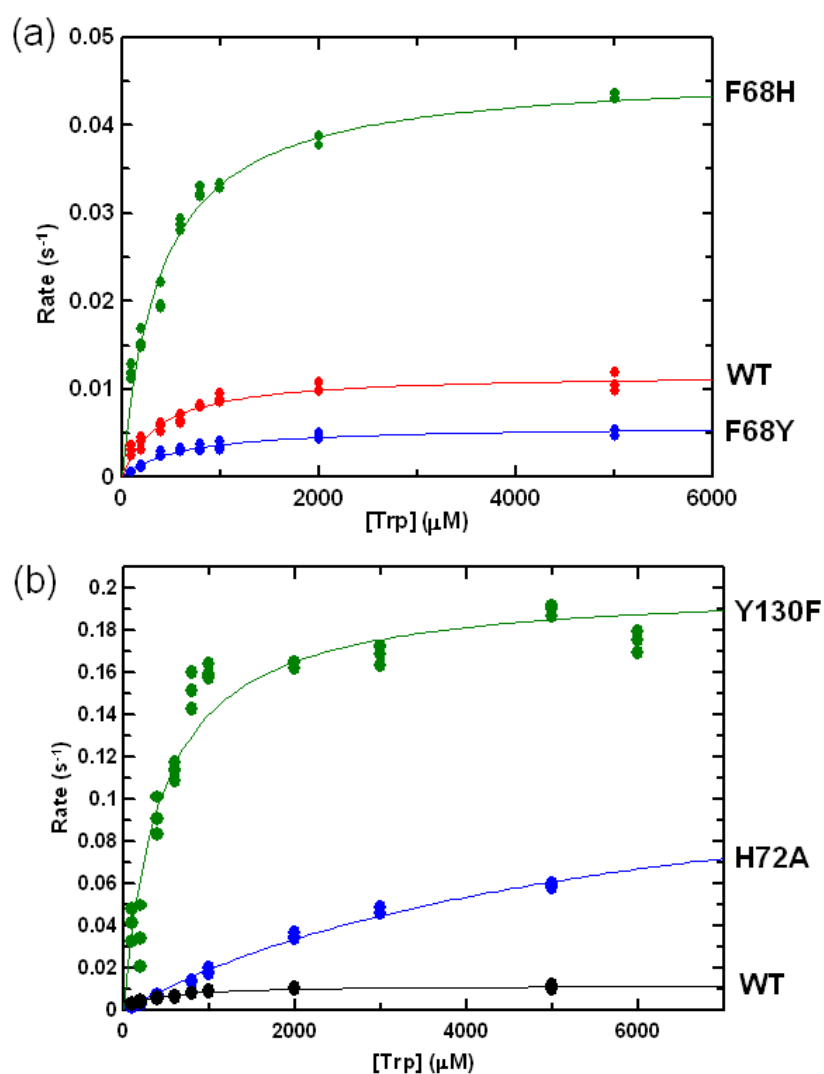 (a)
0.05
0.04
0.03
0.02
0.01
0
Rate (s⁻¹)
F68H
WT
F68Y
0 2000 4000 6000
[Trp] (µM)
(b)
0.2
0.18
0.16
0.14
0.12
0.1
0.08
0.06
0.04
0.02
0
Rate (s⁻¹)
Y130F
H72A
WT
0 2000 4000 6000
[Trp] (µM)